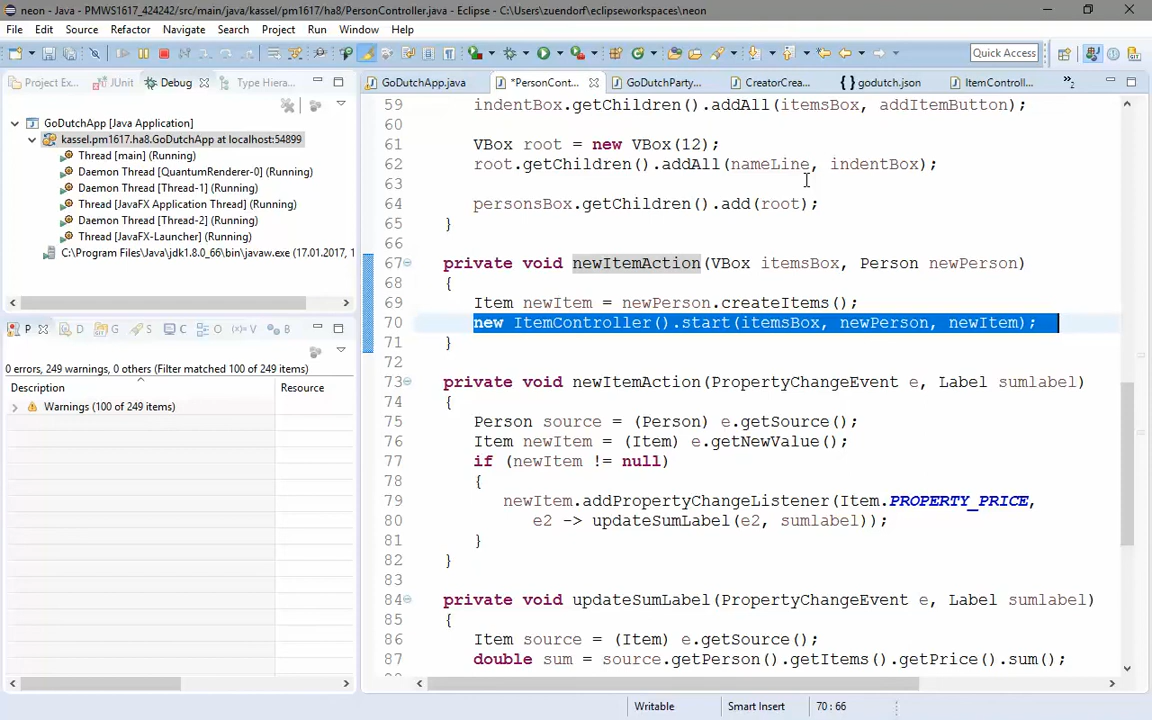 neon - Java - PMWS1617_424242/src/main/java/kassel/pm1617/ha8/PersonController.java - Eclipse - C:\Users\zuendorf\eclipseworkspaces\neon
File Edit Source Refactor Navigate Search Project Run Window Help
Quick Access
Project Ex... JUnit Debug Type Hiera...
GoDutchApp.java *PersonCont... GoDutchParty... CreatorCrea... godutch.json ItemControll... »2
GoDutchApp [Java Application]
kassel.pm1617.ha8.GoDutchApp at localhost:54899
Thread [main] (Running)
Daemon Thread [QuantumRenderer-0] (Running)
Daemon Thread [Thread-1] (Running)
Thread [JavaFX Application Thread] (Running)
Daemon Thread [Thread-2] (Running)
Thread [JavaFX-Launcher] (Running)
C:\Program Files\Java\jdk1.8.0_66\bin\javaw.exe (17.01.2017, 1
P D G S C O (x)= V B
0 errors, 249 warnings, 0 others (Filter matched 100 of 249 items)
Description Resource
Warnings (100 of 249 items)
59 indentBox.getChildren().addAll(itemsBox, addItemButton);
60
61 VBox root = new VBox(12);
62 root.getChildren().addAll(nameLine, indentBox);
63
64 personsBox.getChildren().add(root);
65 }
66
67 private void newItemAction(VBox itemsBox, Person newPerson)
68 {
69 Item newItem = newPerson.createItems();
70 new ItemController().start(itemsBox, newPerson, newItem);
71 }
72
73 private void newItemAction(PropertyChangeEvent e, Label sumlabel)
74 {
75 Person source = (Person) e.getSource();
76 Item newItem = (Item) e.getNewValue();
77 if (newItem != null)
78 {
79 newItem.addPropertyChangeListener(Item.PROPERTY_PRICE,
80 e2 -> updateSumLabel(e2, sumlabel));
81 }
82 }
83
84 private void updateSumLabel(PropertyChangeEvent e, Label sumlabel)
85 {
86 Item source = (Item) e.getSource();
87 double sum = source.getPerson().getItems().getPrice().sum();
Writable Smart Insert 70 : 66